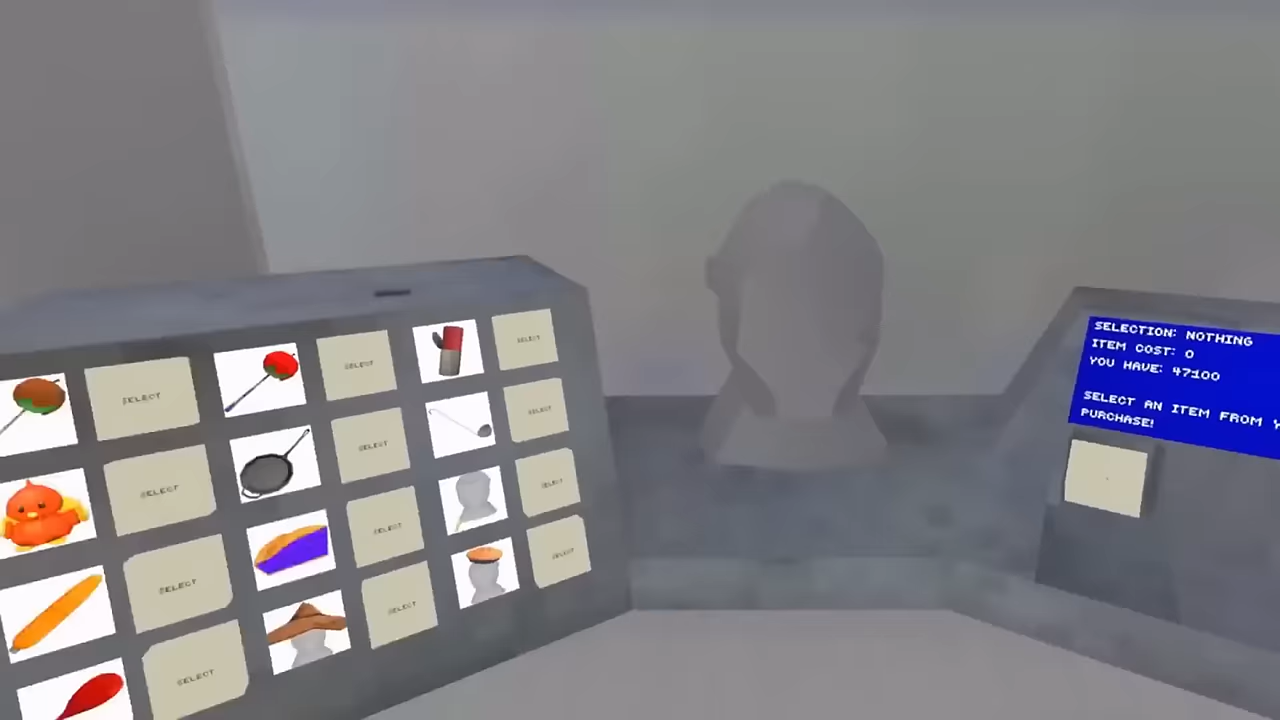 SELECT
SELECT
SELECT
SELECT
SELECT
SELECT
SELECT
SELECT
SELECT
SELECT
SELECT
SELECT
SELECTION: NOTHING
ITEM COST: 0
YOU HAVE: 47100
SELECT AN ITEM FROM
PURCHASE!